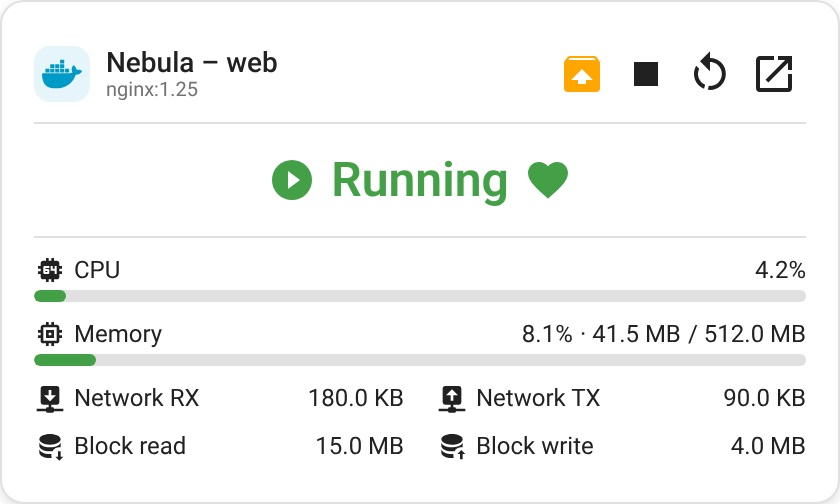 Nebula – web
nginx:1.25
Running
64 CPU 4.2%
Memory 8.1% · 41.5 MB / 512.0 MB
Network RX 180.0 KB Network TX 90.0 KB
Block read 15.0 MB Block write 4.0 MB